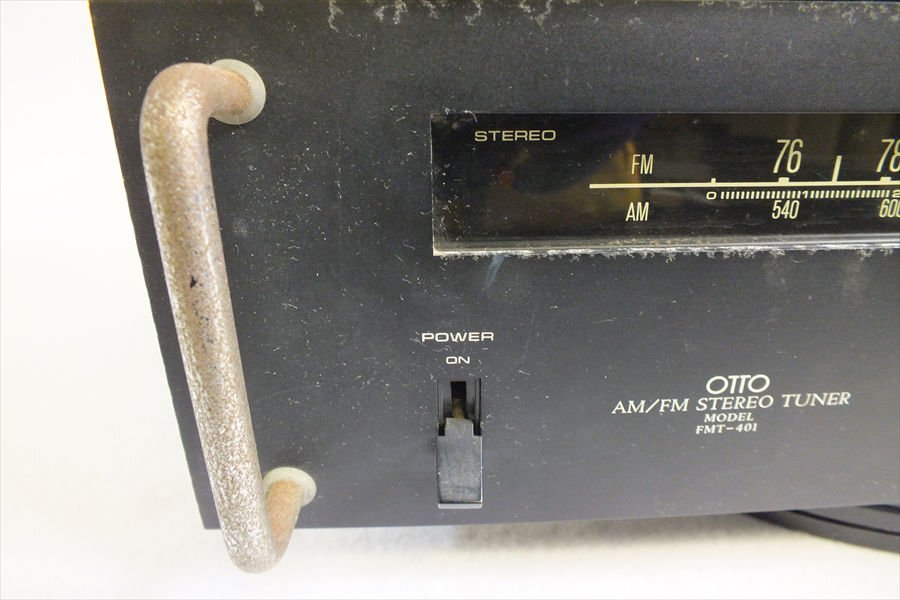 STEREO
FM 76 78
0 1 2
AM 540 600
POWER
ON
OTTO
AM/FM STEREO TUNER
MODEL
FMT-401